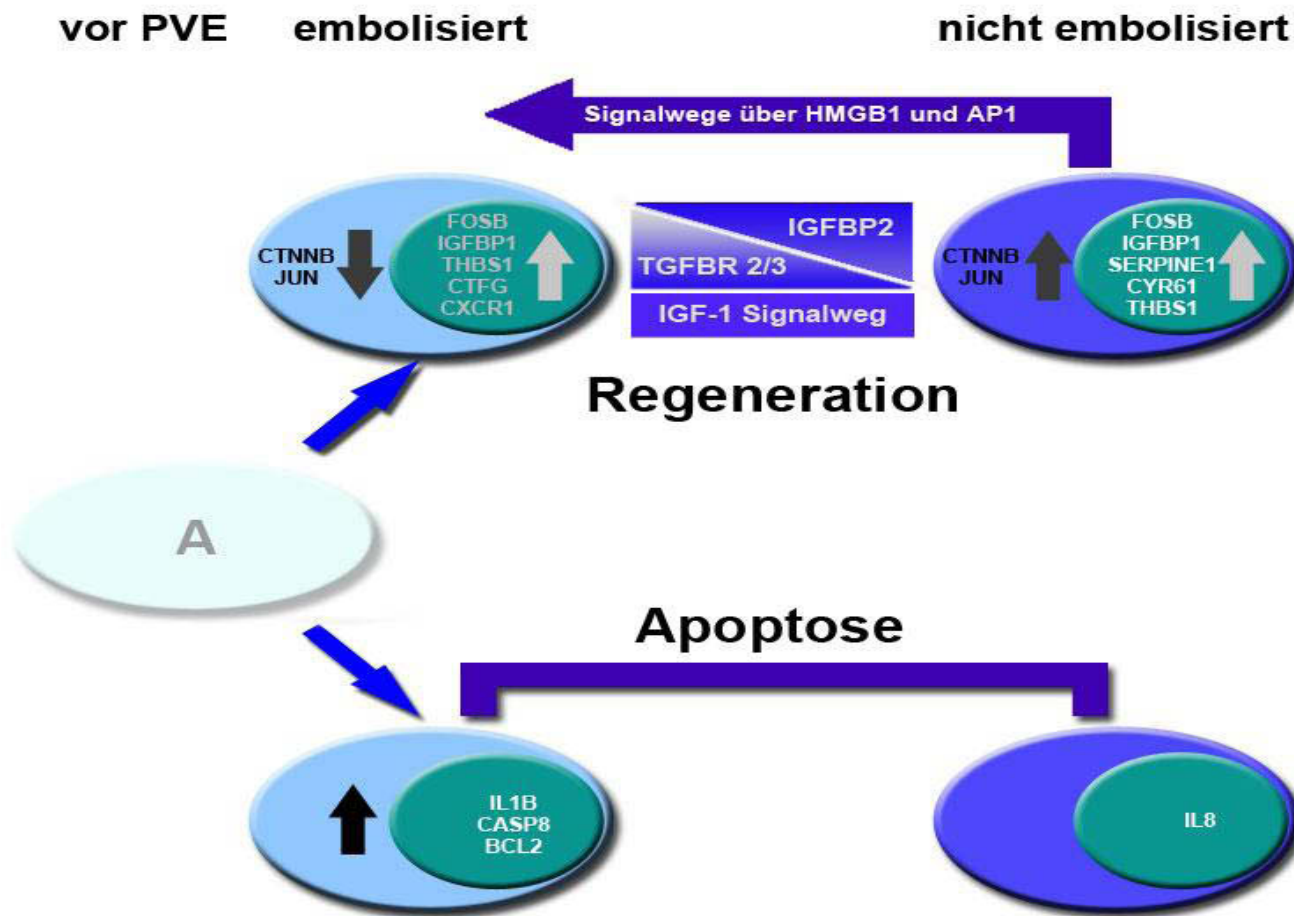 vor PVE embolisiert nicht embolisiert
Signalwege über HMGB1 und AP1
CTNNB
JUN
FOSB
IGFBP1
THBS1
CTFG
CXCR1
IGFBP2
TGFBR 2/3
IGF-1 Signalweg
CTNNB
JUN
FOSB
IGFBP1
SERPINE1
CYR61
THBS1
Regeneration
A
Apoptose
IL1B
CASP8
BCL2
IL8